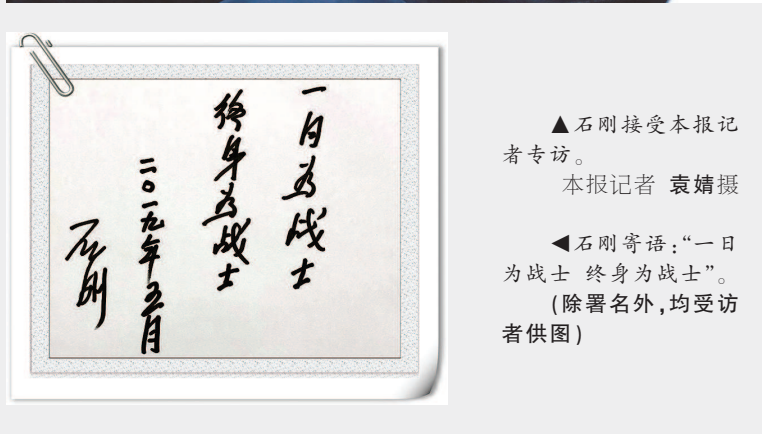 一日为战士
终身为战士
二〇一九年五月
石刚
▲石刚接受本报记
者专访。
本报记者 袁婧摄
◀石刚寄语：“一日
为战士 终身为战士”。
(除署名外，均受访
者供图)